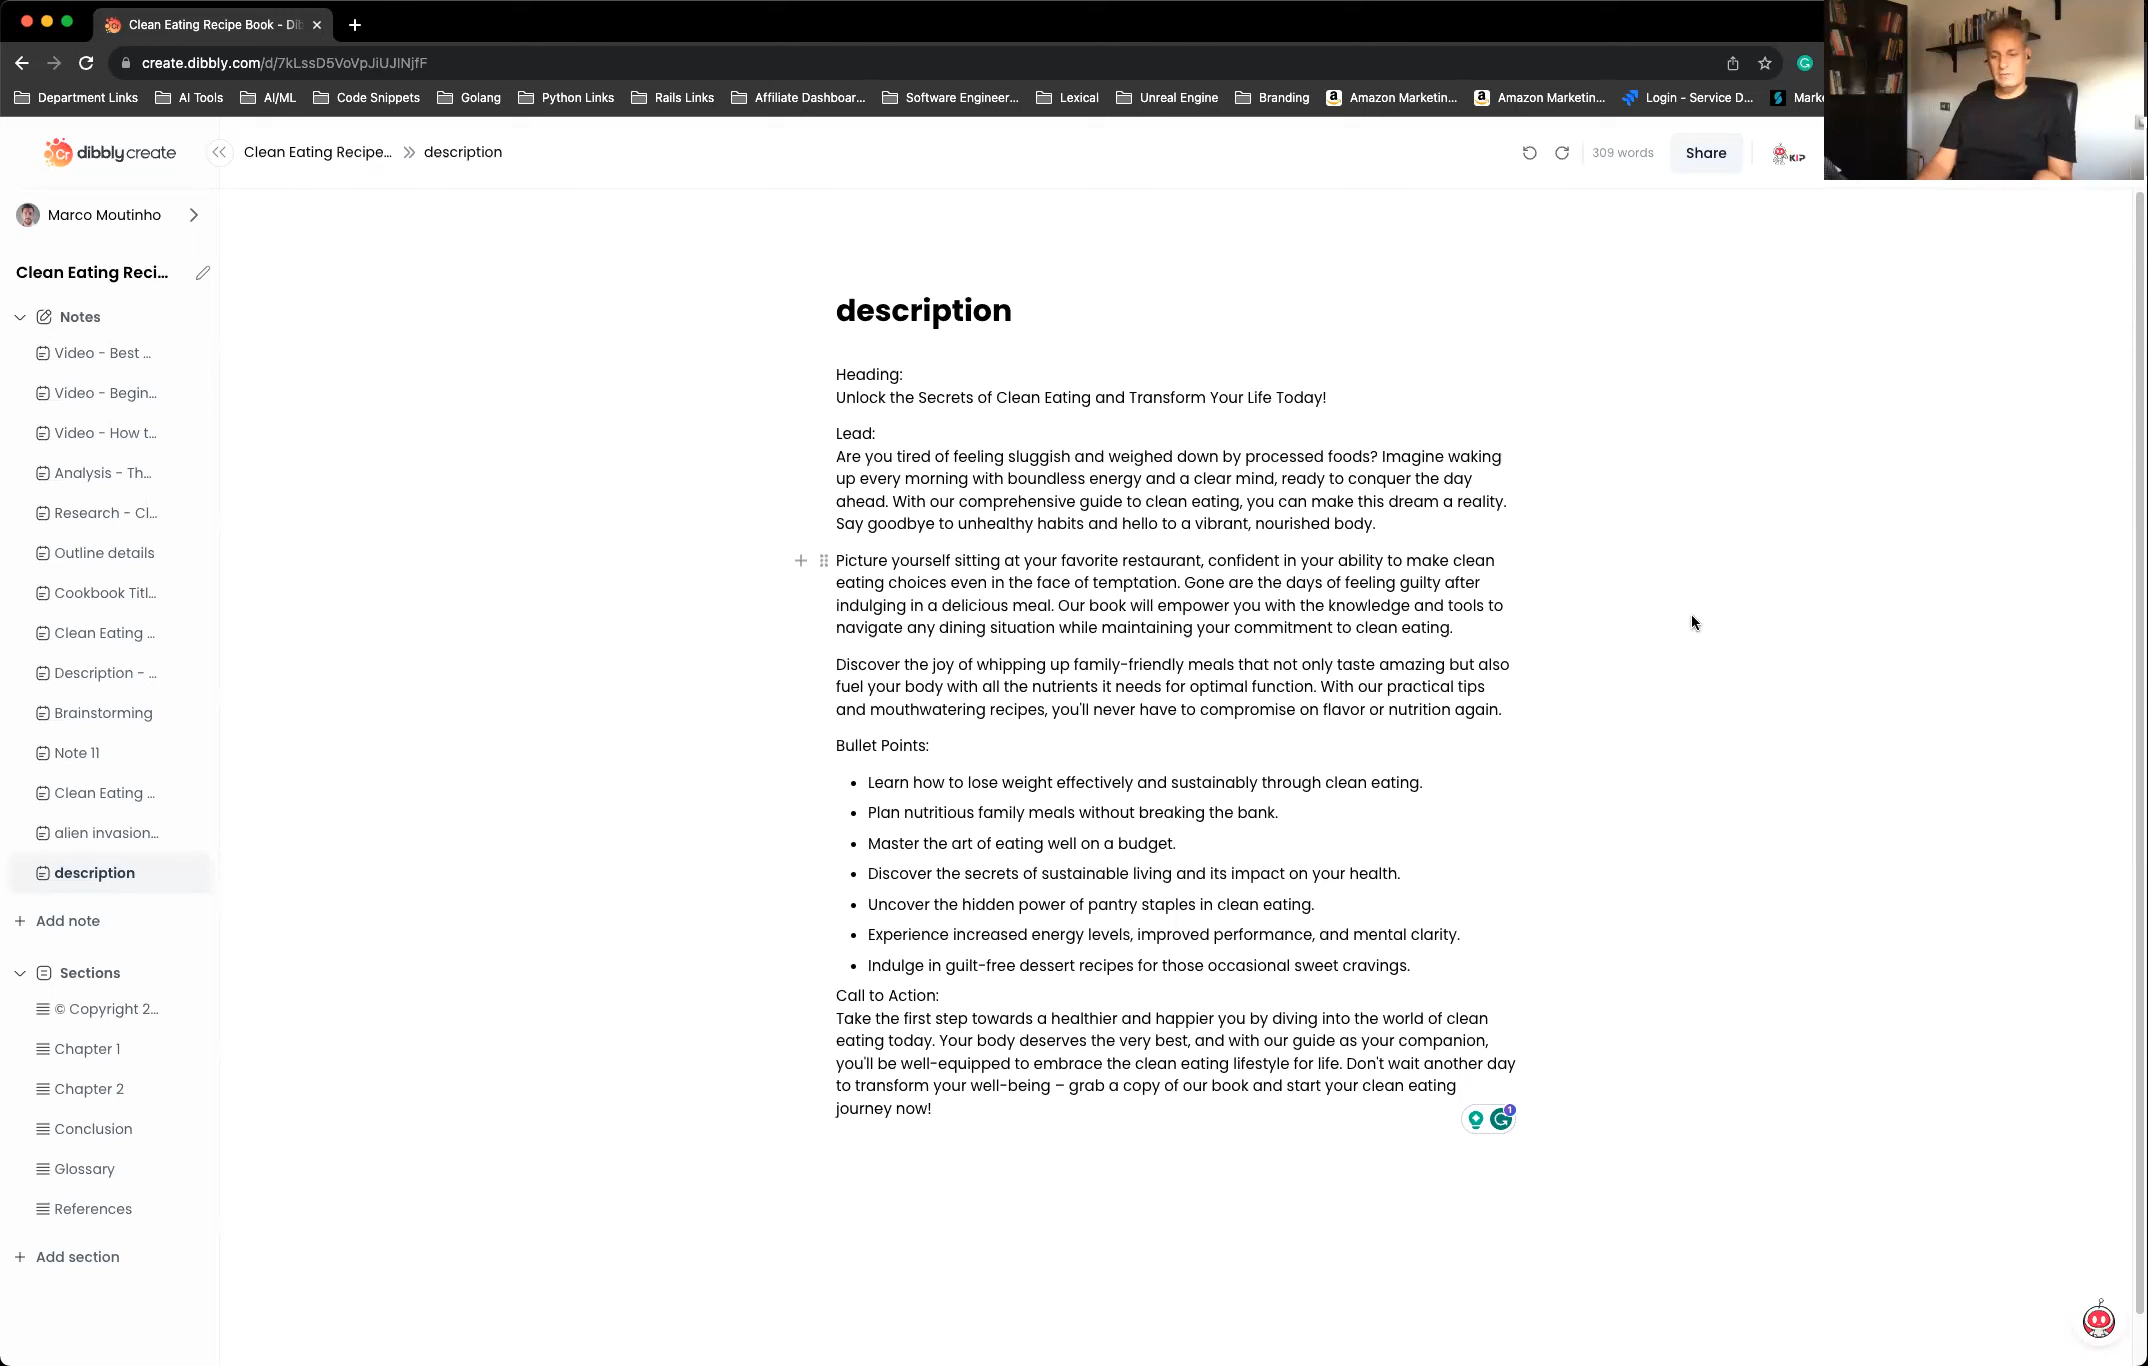 Clean Eating Recipe Book - Dib
create.dibbly.com/d/7kLssD5VoVpJiUJlNjfF
Department Links
AI Tools
AI/ML
Code Snippets
Golang
Python Links
Rails Links
Affiliate Dashboar...
Software Engineer...
Lexical
Unreal Engine
Branding
Amazon Marketin...
Amazon Marketin...
Login - Service D...
Marke
Cr dibbly create
Clean Eating Recipe...
description
309 words
Share
KIP
Marco Moutinho
Clean Eating Reci...
Notes
Video - Best ...
Video - Begin...
Video - How t...
Analysis - Th...
Research - Cl...
Outline details
Cookbook Titl...
Clean Eating ...
Description - ...
Brainstorming
Note 11
Clean Eating ...
alien invasion...
description
Add note
Sections
© Copyright 2...
Chapter 1
Chapter 2
Conclusion
Glossary
References
Add section
description
Heading:
Unlock the Secrets of Clean Eating and Transform Your Life Today!
Lead:
Are you tired of feeling sluggish and weighed down by processed foods? Imagine waking
up every morning with boundless energy and a clear mind, ready to conquer the day
ahead. With our comprehensive guide to clean eating, you can make this dream a reality.
Say goodbye to unhealthy habits and hello to a vibrant, nourished body.
Picture yourself sitting at your favorite restaurant, confident in your ability to make clean
eating choices even in the face of temptation. Gone are the days of feeling guilty after
indulging in a delicious meal. Our book will empower you with the knowledge and tools to
navigate any dining situation while maintaining your commitment to clean eating.
Discover the joy of whipping up family-friendly meals that not only taste amazing but also
fuel your body with all the nutrients it needs for optimal function. With our practical tips
and mouthwatering recipes, you'll never have to compromise on flavor or nutrition again.
Bullet Points:
• Learn how to lose weight effectively and sustainably through clean eating.
• Plan nutritious family meals without breaking the bank.
• Master the art of eating well on a budget.
• Discover the secrets of sustainable living and its impact on your health.
• Uncover the hidden power of pantry staples in clean eating.
• Experience increased energy levels, improved performance, and mental clarity.
• Indulge in guilt-free dessert recipes for those occasional sweet cravings.
Call to Action:
Take the first step towards a healthier and happier you by diving into the world of clean
eating today. Your body deserves the very best, and with our guide as your companion,
you'll be well-equipped to embrace the clean eating lifestyle for life. Don't wait another day
to transform your well-being – grab a copy of our book and start your clean eating
journey now!
1